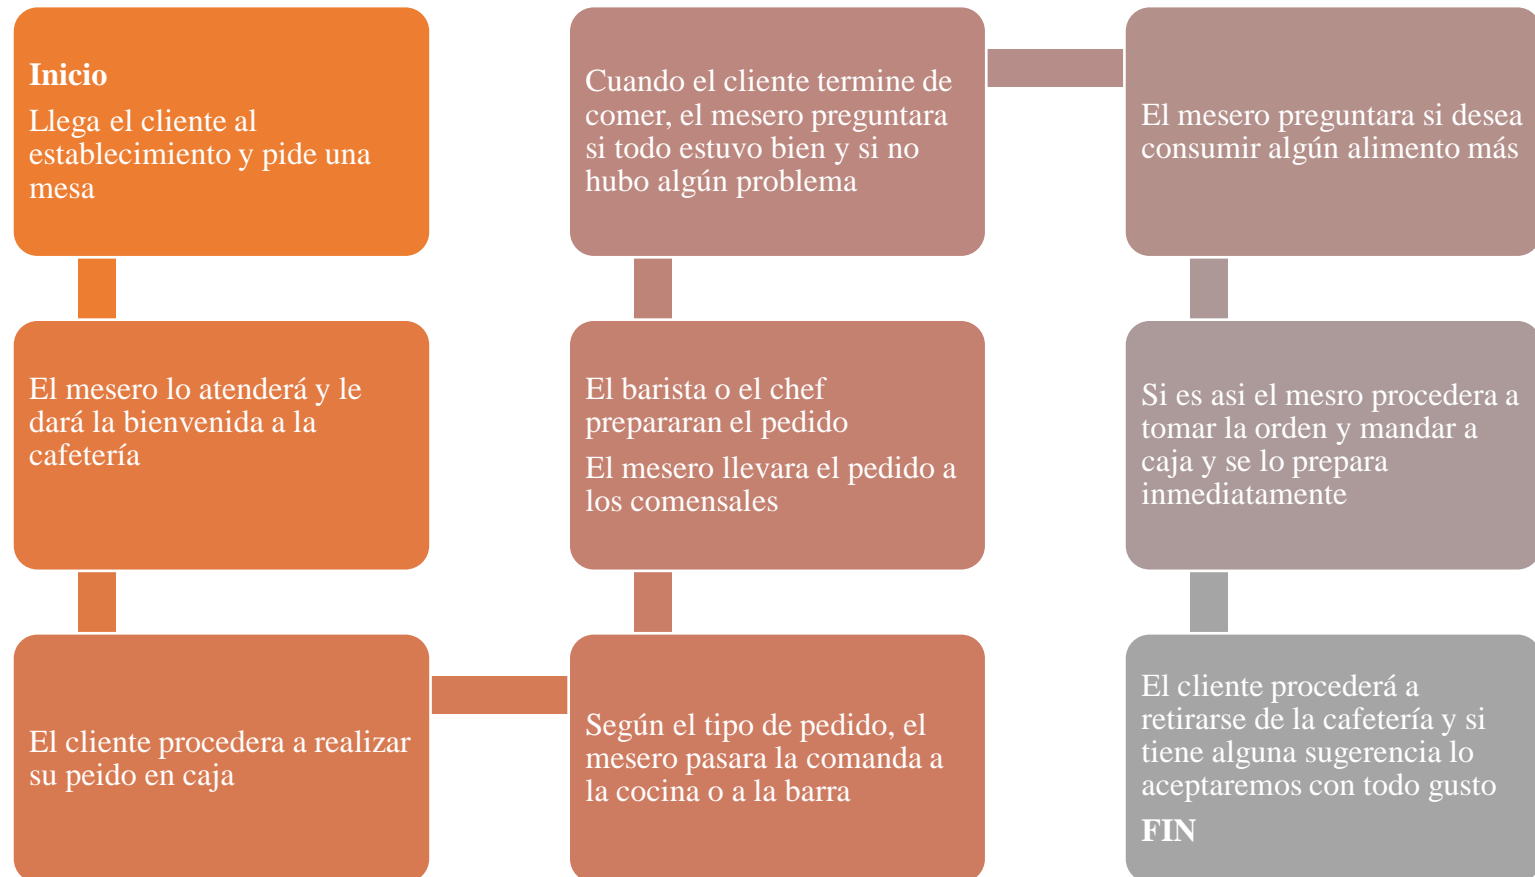 Inicio
Llega el cliente al
establecimiento y pide una
mesa
El mesero lo atenderá y le
dará la bienvenida a la
cafetería
El cliente procedera a realizar
su peido en caja
Según el tipo de pedido, el
mesero pasara la comanda a
la cocina o a la barra
El barista o el chef
prepararan el pedido
El mesero llevara el pedido a
los comensales
Cuando el cliente termine de
comer, el mesero preguntara
si todo estuvo bien y si no
hubo algún problema
El mesero preguntara si desea
consumir algún alimento más
Si es asi el mesro procedera a
tomar la orden y mandar a
caja y se lo prepara
inmediatamente
El cliente procederá a
retirarse de la cafetería y si
tiene alguna sugerencia lo
aceptaremos con todo gusto
FIN